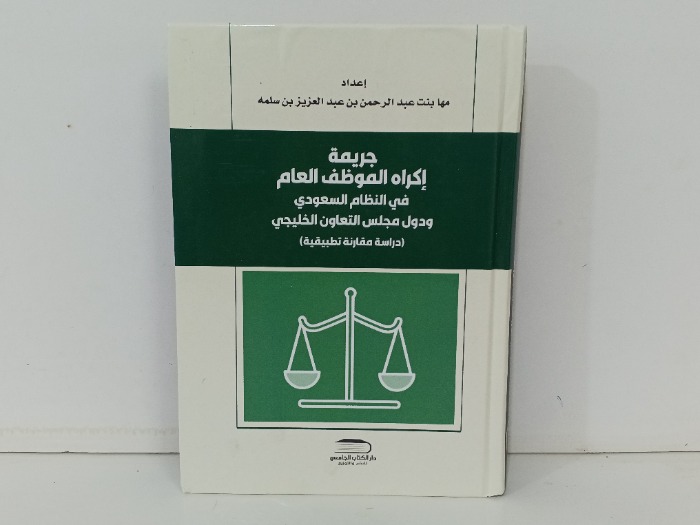 إعداد
مها بنت عبد الرحمن بن عبد العزيز بن سلمه
جريمة
إكراه الموظف العام
في النظام السعودي
ودول مجلس التعاون الخليجي
(دراسة مقارنة تطبيقية)
دار الكتاب الجامعي